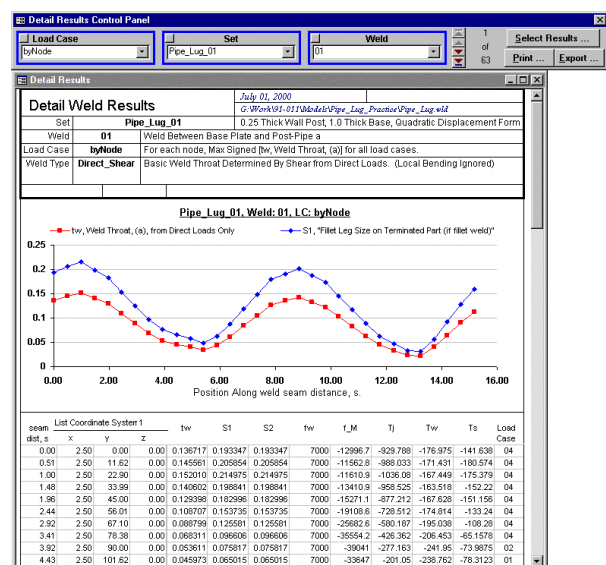 Detail Results Control Panel
Load Case Set Weld
byNode Pipe_Lug_01 01
1 of 63
Select Results ...
Print ... Export ...
Detail Results
Detail Weld Results
July 01, 2000
G:\Work\91-011\Models\Pipe_Lug_Practice\Pipe_Lug.wld
Set Pipe_Lug_01 0.25 Thick Wall Post, 1.0 Thick Base, Quadratic Displacement Form
Weld 01 Weld Between Base Plate and Post-Pipe a
Load Case byNode For each node, Max Signed [tw, Weld Throat, (a)] for all load cases.
Weld Type Direct_Shear Basic Weld Throat Determined By Shear from Direct Loads. (Local Bending Ignored)
Pipe_Lug_01, Weld: 01, LC: byNode
tw, Weld Throat, (a), from Direct Loads Only S1, "Fillet Leg Size on Terminated Part (if fillet weld)"
0.25
0.2
0.15
0.1
0.05
0
0.00 2.00 4.00 6.00 8.00 10.00 12.00 14.00 16.00
Position Along weld seam distance, s.
seam List Coordinate System 1 tw S1 S2 fw f_M Tj Tw Ts Load
dist, s x y z Case
0.00 2.50 0.00 0.00 0.136717 0.193347 0.193347 7000 -12996.7 -929.788 -176.975 -141.638 04
0.51 2.50 11.62 0.00 0.145561 0.205854 0.205854 7000 -11562.8 -988.033 -171.431 -180.574 04
1.00 2.50 22.90 0.00 0.152010 0.214975 0.214975 7000 -11610.9 -1036.08 -167.449 -175.379 04
1.48 2.50 33.99 0.00 0.140602 0.198841 0.198841 7000 -13410.9 -958.525 -163.518 -152.22 04
1.96 2.50 45.00 0.00 0.129398 0.182996 0.182996 7000 -15271.1 -877.212 -167.628 -151.156 04
2.44 2.50 56.01 0.00 0.108707 0.153735 0.153735 7000 -19108.6 -728.512 -174.814 -133.24 04
2.92 2.50 67.10 0.00 0.088799 0.125581 0.125581 7000 -25682.6 -580.187 -195.038 -108.28 04
3.41 2.50 78.38 0.00 0.068311 0.096606 0.096606 7000 -35554.2 -426.362 -206.453 -65.1578 04
3.92 2.50 90.00 0.00 0.053611 0.075817 0.075817 7000 -39041 -277.163 -241.95 -73.9875 02
4.43 2.50 101.62 0.00 0.045973 0.065015 0.065015 7000 -33647 -201.05 -238.762 -78.3123 01